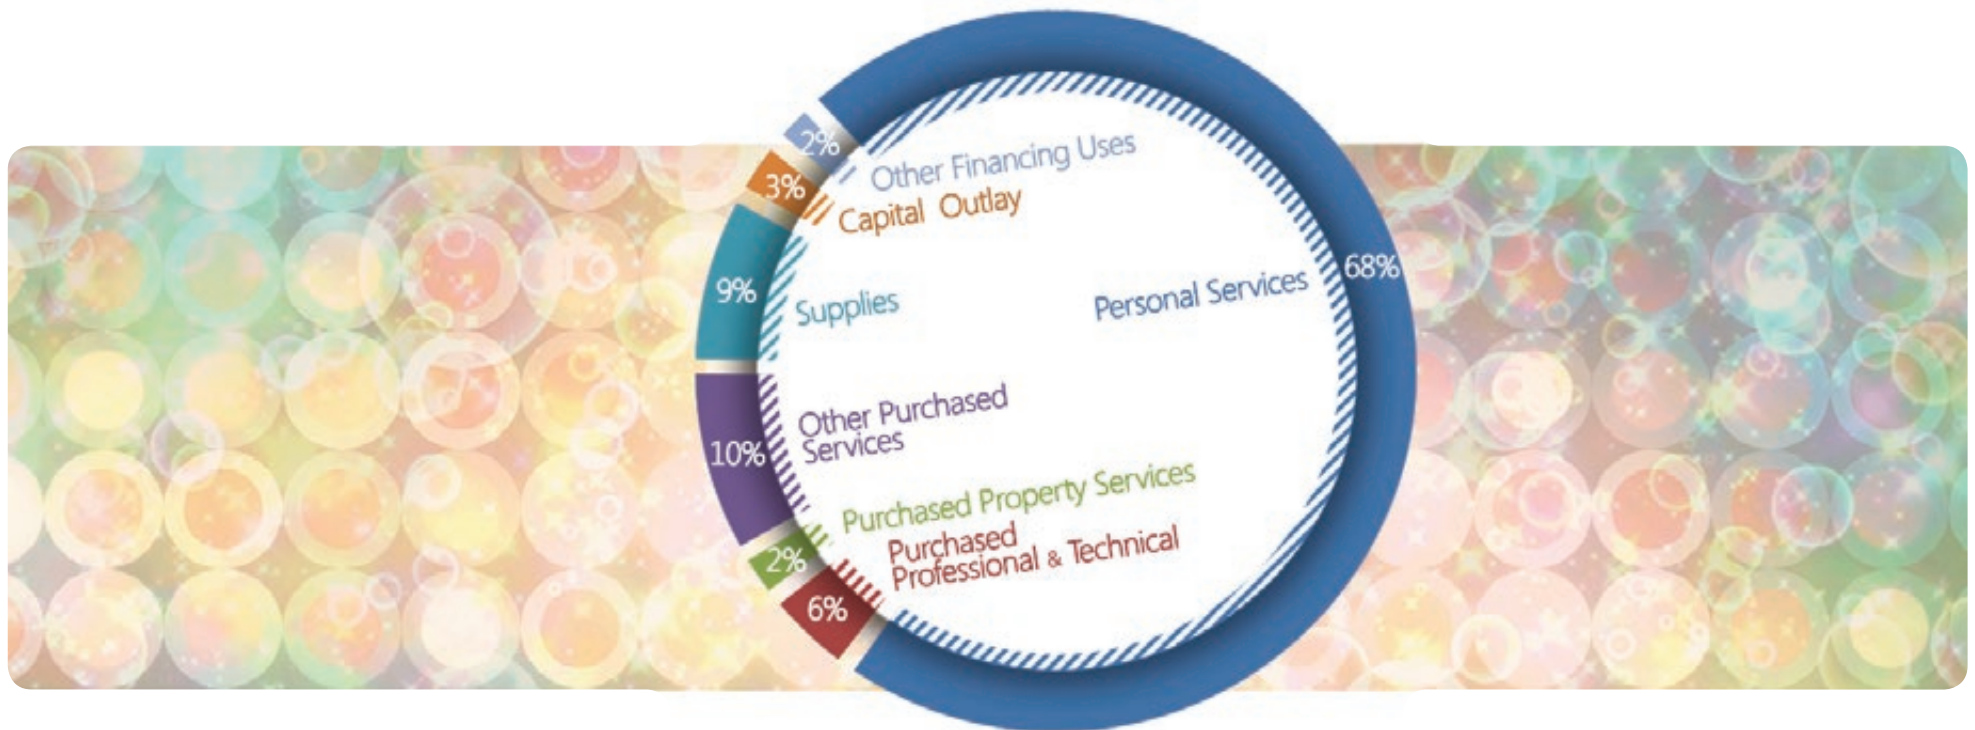 2%
Other Financing Uses
3%
Capital Outlay
68%
Personal Services
9%
Supplies
10%
Other Purchased
Services
2%
Purchased Property Services
6%
Purchased
Professional & Technical